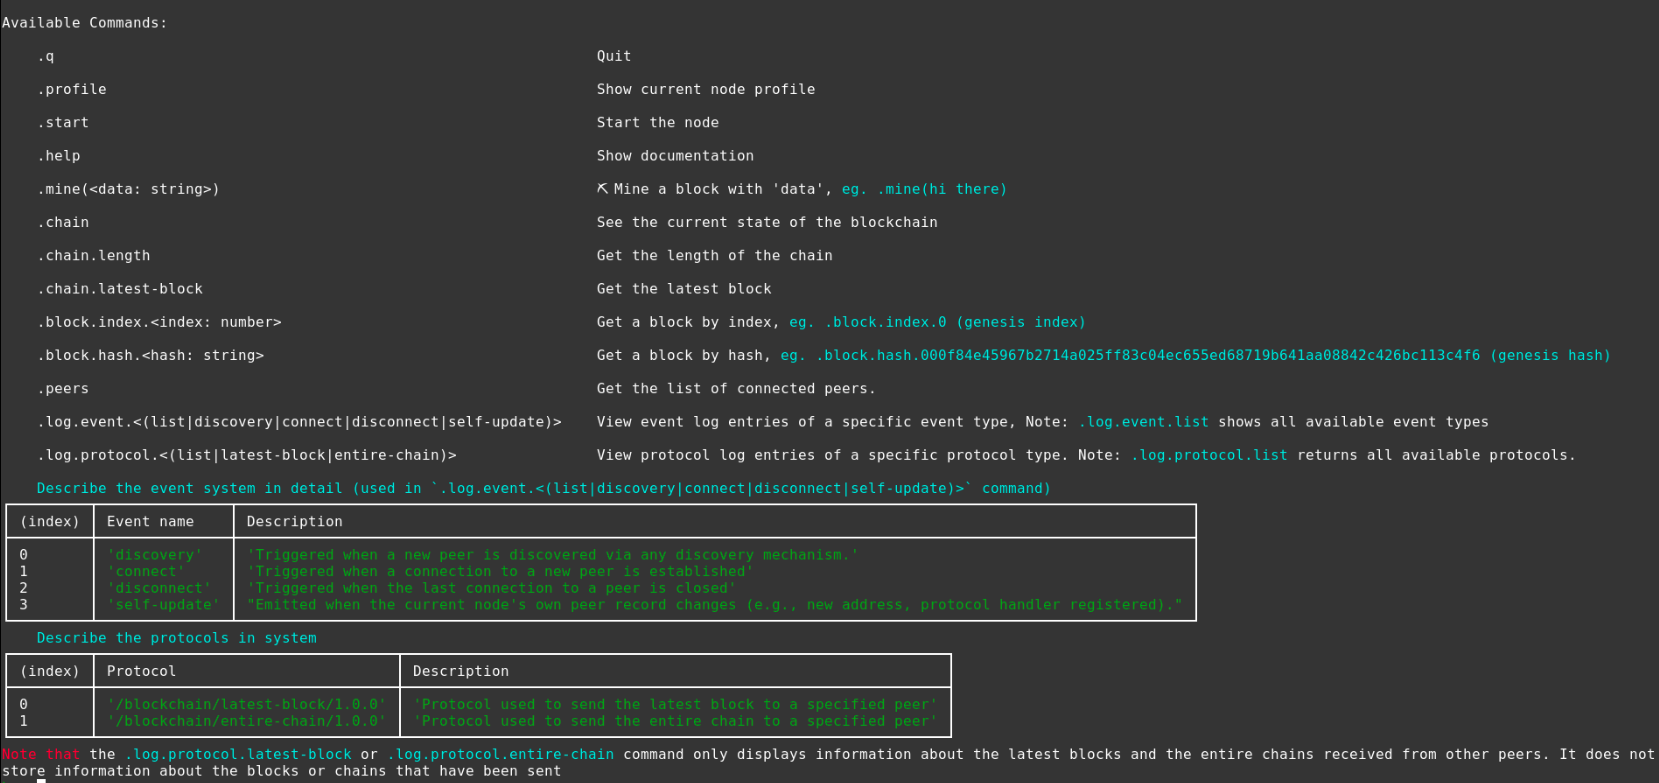 Available Commands:
.q Quit
.profile Show current node profile
.start Start the node
.help Show documentation
.mine(<data: string>) ⛏ Mine a block with 'data', eg. .mine(hi there)
.chain See the current state of the blockchain
.chain.length Get the length of the chain
.chain.latest-block Get the latest block
.block.index.<index: number> Get a block by index, eg. .block.index.0 (genesis index)
.block.hash.<hash: string> Get a block by hash, eg. .block.hash.000f84e45967b2714a025ff83c04ec655ed68719b641aa08842c426bc113c4f6 (genesis hash)
.peers Get the list of connected peers.
.log.event.<(list|discovery|connect|disconnect|self-update)> View event log entries of a specific event type, Note: .log.event.list shows all available event types
.log.protocol.<(list|latest-block|entire-chain)> View protocol log entries of a specific protocol type. Note: .log.protocol.list returns all available protocols.
Describe the event system in detail (used in `.log.event.<(list|discovery|connect|disconnect|self-update)>` command)
(index) Event name Description
0 'discovery' 'Triggered when a new peer is discovered via any discovery mechanism.'
1 'connect' 'Triggered when a connection to a new peer is established'
2 'disconnect' 'Triggered when the last connection to a peer is closed'
3 'self-update' "Emitted when the current node's own peer record changes (e.g., new address, protocol handler registered)."
Describe the protocols in system
(index) Protocol Description
0 '/blockchain/latest-block/1.0.0' 'Protocol used to send the latest block to a specified peer'
1 '/blockchain/entire-chain/1.0.0' 'Protocol used to send the entire chain to a specified peer'
Note that the .log.protocol.latest-block or .log.protocol.entire-chain command only displays information about the latest blocks and the entire chains received from other peers. It does not
store information about the blocks or chains that have been sent